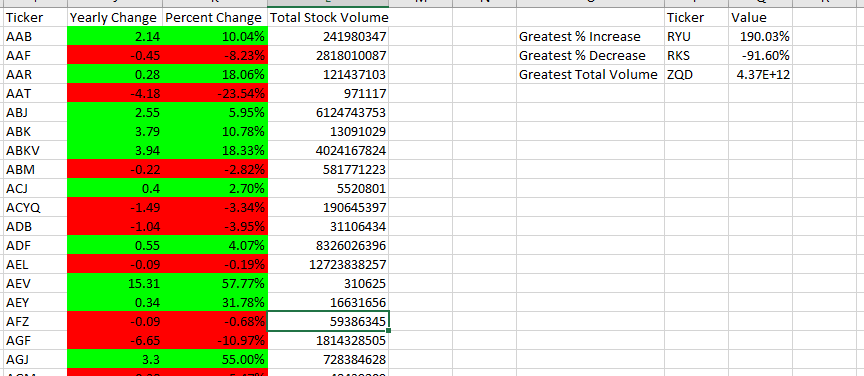 Ticker Yearly Change Percent Change Total Stock Volume Ticker Value
AAB 2.14 10.04% 241980347 Greatest % Increase RYU 190.03%
AAF -0.45 -8.23% 2818010087 Greatest % Decrease RKS -91.60%
AAR 0.28 18.06% 121437103 Greatest Total Volume ZQD 4.37E+12
AAT -4.18 -23.54% 971117
ABJ 2.55 5.95% 6124743753
ABK 3.79 10.78% 13091029
ABKV 3.94 18.33% 4024167824
ABM -0.22 -2.82% 581771223
ACJ 0.4 2.70% 5520801
ACYQ -1.49 -3.34% 190645397
ADB -1.04 -3.95% 31106434
ADF 0.55 4.07% 8326026396
AEL -0.09 -0.19% 12723838257
AEV 15.31 57.77% 310625
AEY 0.34 31.78% 16631656
AFZ -0.09 -0.68% 59386345
AGF -6.65 -10.97% 1814328505
AGJ 3.3 55.00% 728384628